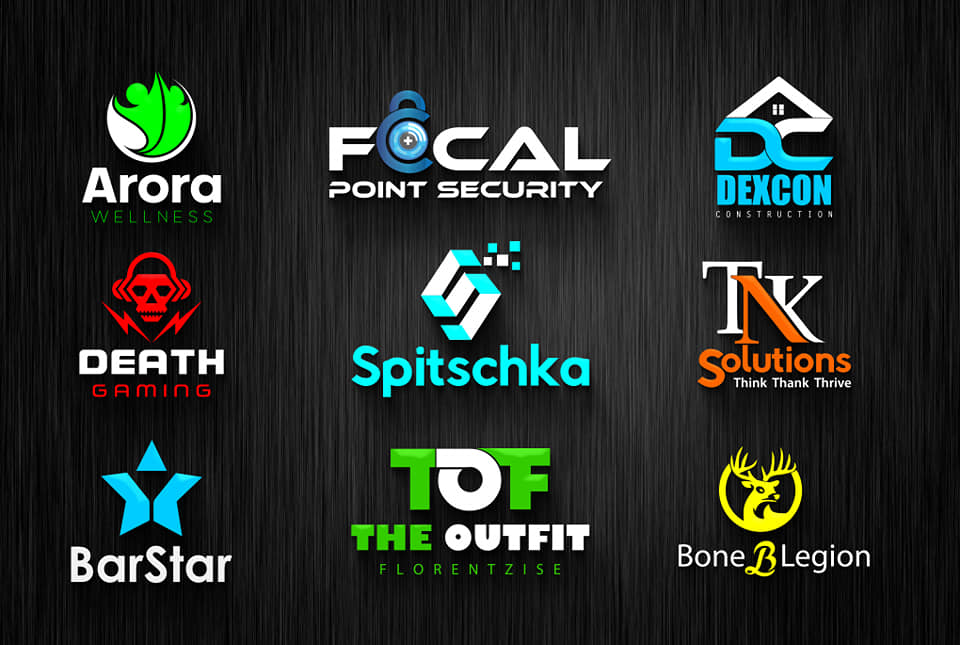 Arora
WELLNESS
FOCAL
POINT SECURITY
DC
DEXCON
CONSTRUCTION
DEATH
GAMING
Spitschka
TNK
Solutions
Think Thank Thrive
BarStar
TOF
THE OUTFIT
FLORENTZISE
Bone B Legion